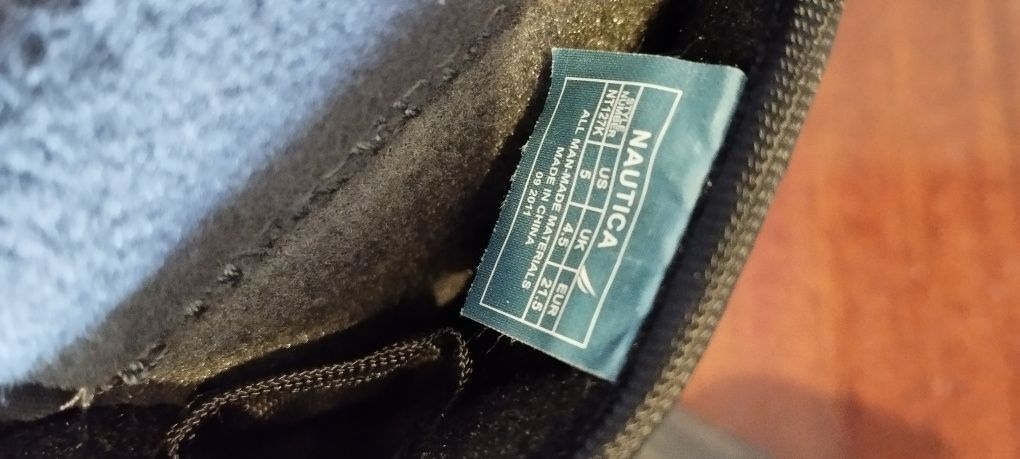 NAUTICA
STYLE NUMBER US UK EUR
NT121K 5 4.5 21.5
ALL MAN-MADE MATERIALS
MADE IN CHINA
09 2011